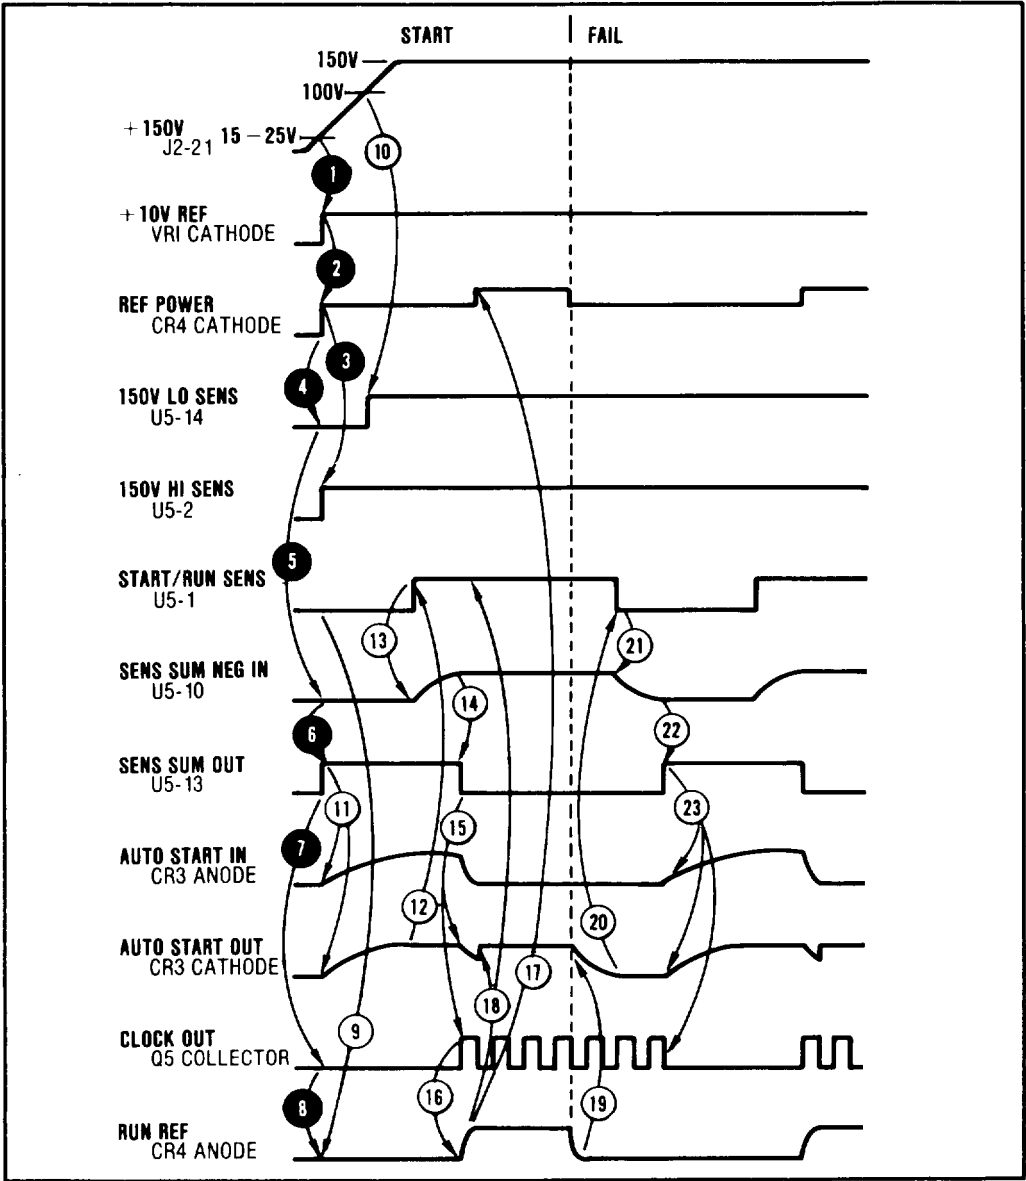 START FAIL
150V
100V
+150V 15-25V
J2-21
10
1
+10V REF
VRI CATHODE
2
REF POWER
CR4 CATHODE
3
4
150V LO SENS
U5-14
150V HI SENS
U5-2
5
START/RUN SENS
U5-1
13
21
SENS SUM NEG IN
U5-10
14
6
22
SENS SUM OUT
U5-13
11
23
7
15
AUTO START IN
CR3 ANODE
12
20
AUTO START OUT
CR3 CATHODE
17
18
9
CLOCK OUT
Q5 COLLECTOR
16
19
8
RUN REF
CR4 ANODE